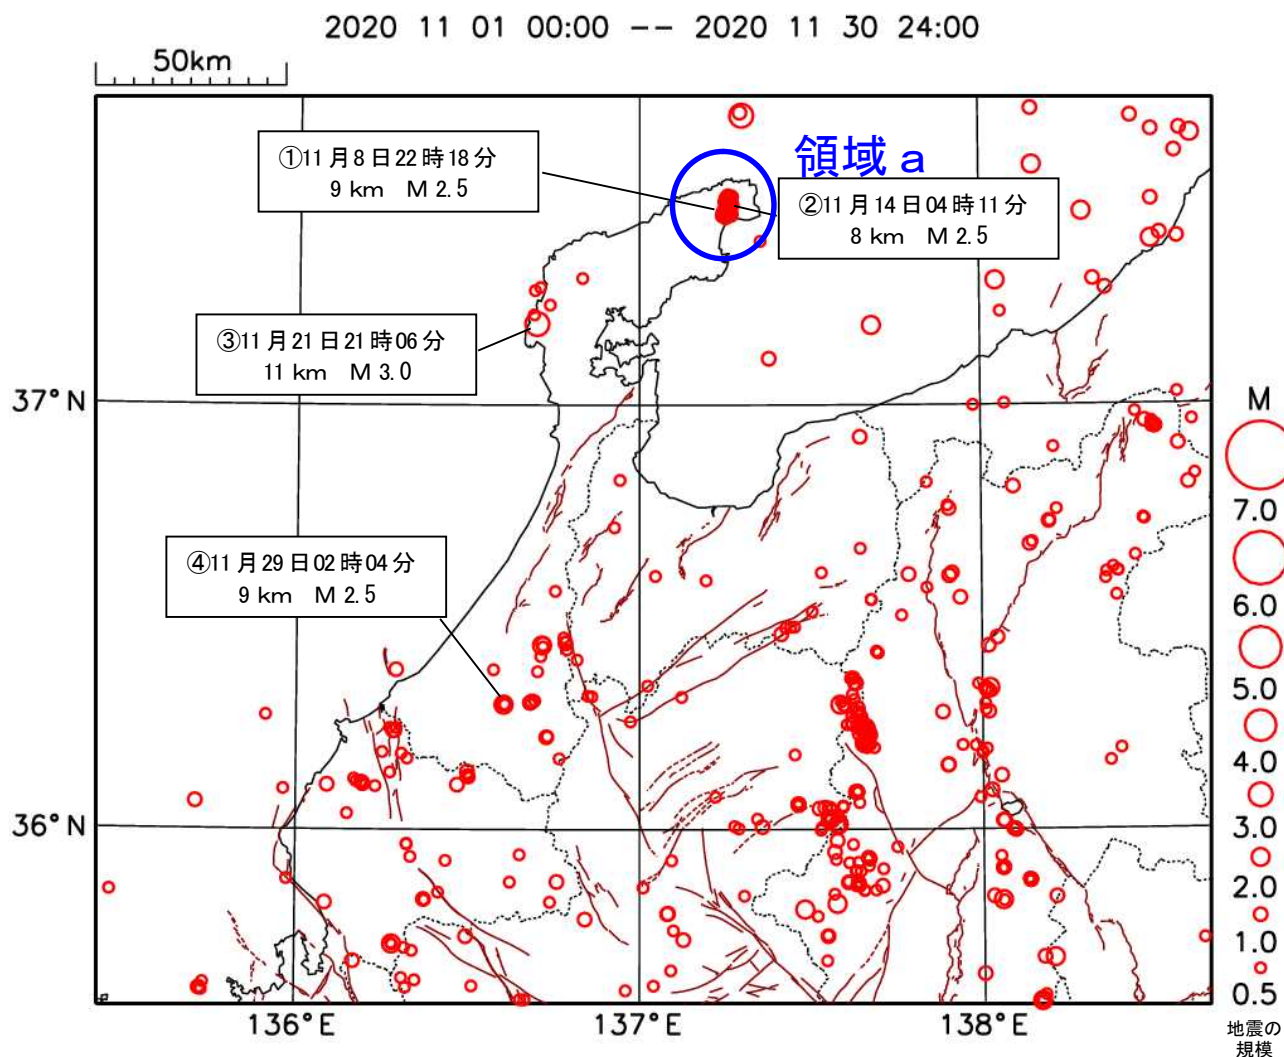 2020 11 01 00:00 -- 2020 11 30 24:00
50km
領域 a
①11月8日22時18分
9 km M 2.5
②11月14日04時11分
8 km M 2.5
③11月21日21時06分
11 km M 3.0
37°N
④11月29日02時04分
9 km M 2.5
36°N
136°E
137°E
138°E
M
7.0
6.0
5.0
4.0
3.0
2.0
1.0
0.5
地震の
規模